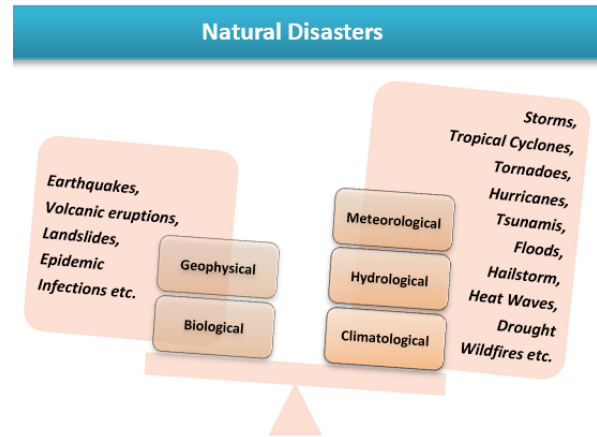 Natural Disasters
Earthquakes,
Volcanic eruptions,
Landslides,
Epidemic
Infections etc.
Geophysical
Biological
Meteorological
Hydrological
Climatological
Storms,
Tropical Cyclones,
Tornadoes,
Hurricanes,
Tsunamis,
Floods,
Hailstorm,
Heat Waves,
Drought
Wildfires etc.